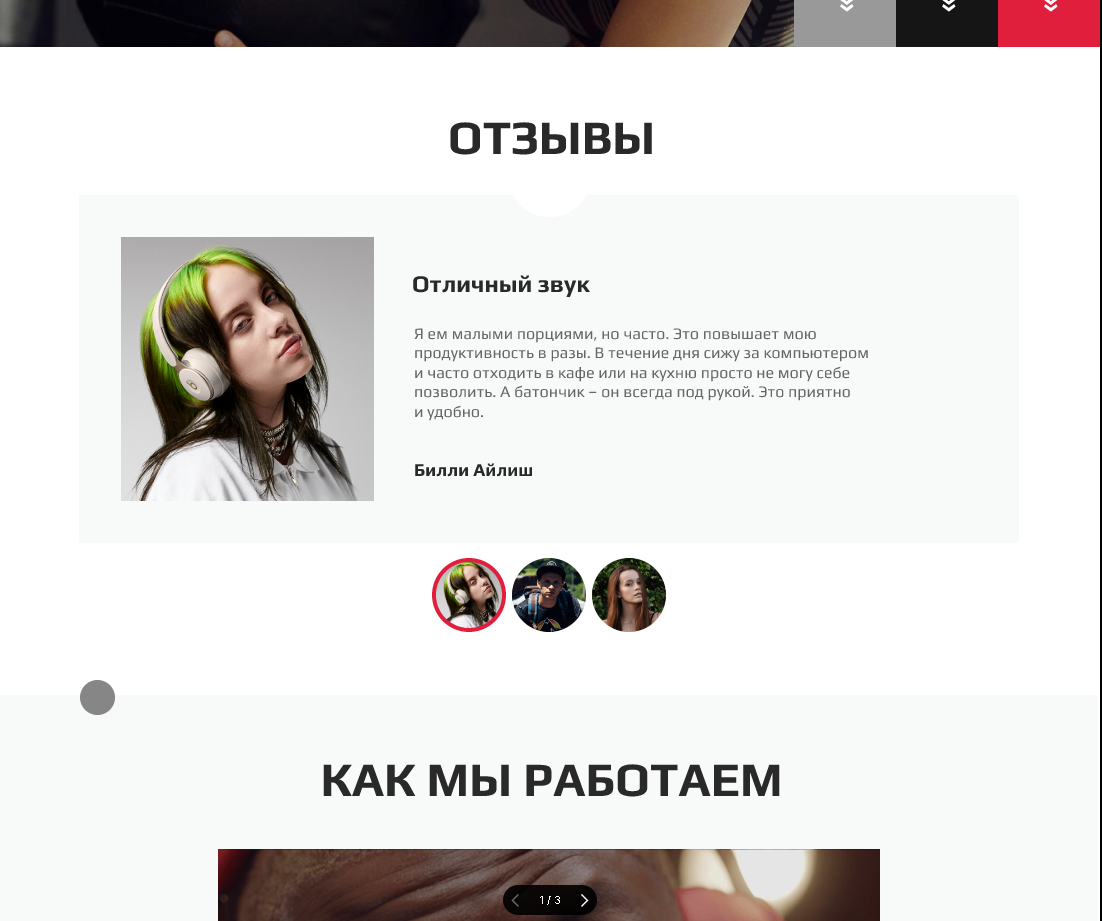 ОТЗЫВЫ
Отличный звук
Я ем малыми порциями, но часто. Это повышает мою
продуктивность в разы. В течение дня сижу за компьютером
и часто отходить в кафе или на кухню просто не могу себе
позволить. А батончик – он всегда под рукой. Это приятно
и удобно.
Билли Айлиш
КАК МЫ РАБОТАЕМ
1 / 3